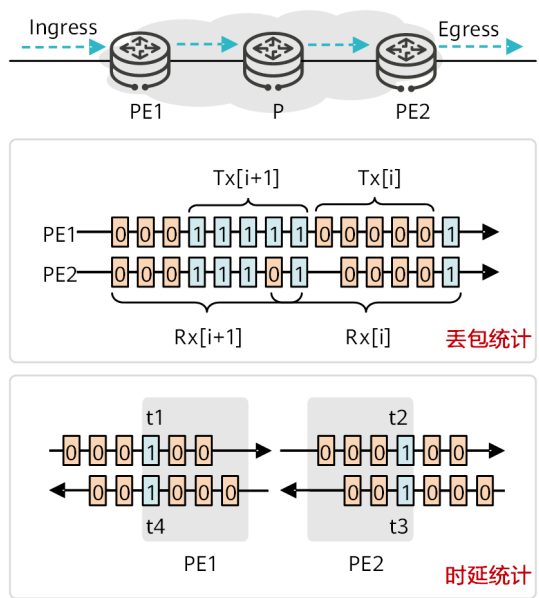 Ingress
Egress
PE1 P PE2
Tx[i+1] Tx[i]
PE1 0 0 0 1 1 1 1 1 0 0 0 0 0 1
PE2 0 0 0 1 1 1 0 1 0 0 0 0 1
Rx[i+1] Rx[i]
丢包统计
t1 t2
0 0 0 1 0 0 0 0 0 1 0 0
0 0 1 0 0 0 0 0 1 0 0 0
t4 t3
PE1 PE2
时延统计